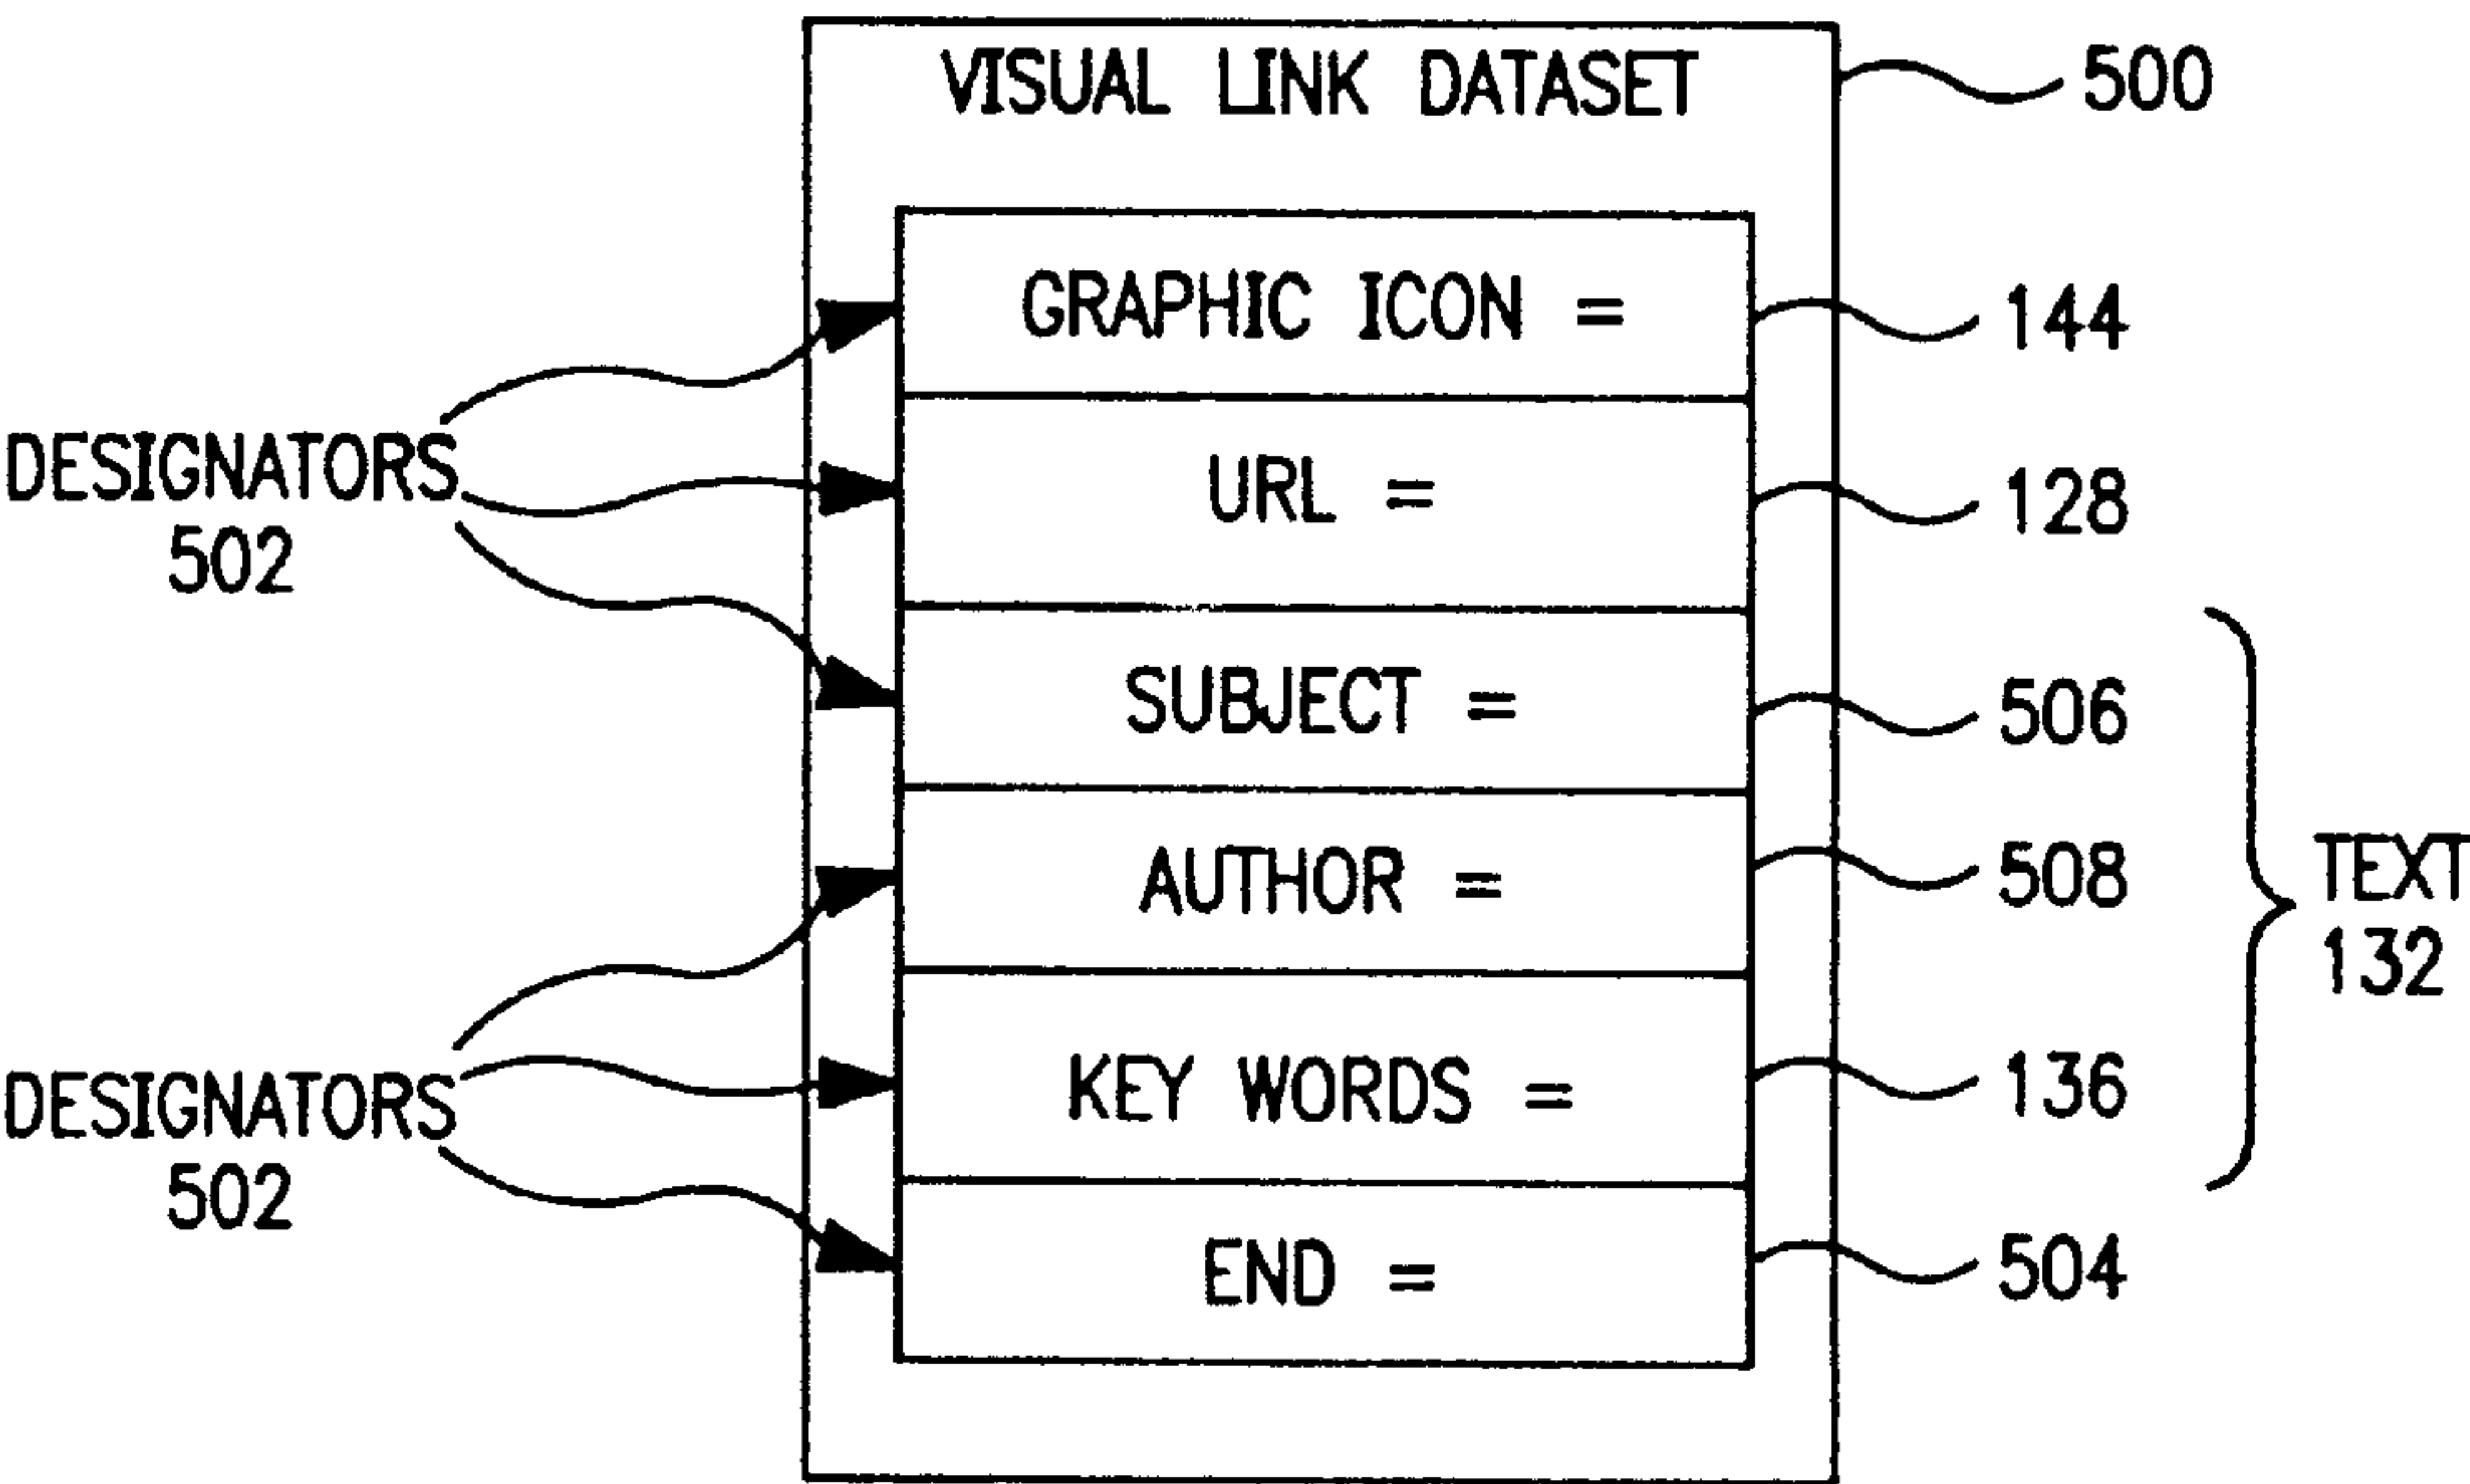 VISUAL LINK DATASET
500
GRAPHIC ICON =
144
DESIGNATORS
502
URL =
128
SUBJECT =
506
AUTHOR =
508
TEXT
132
DESIGNATORS
502
KEY WORDS =
136
END =
504